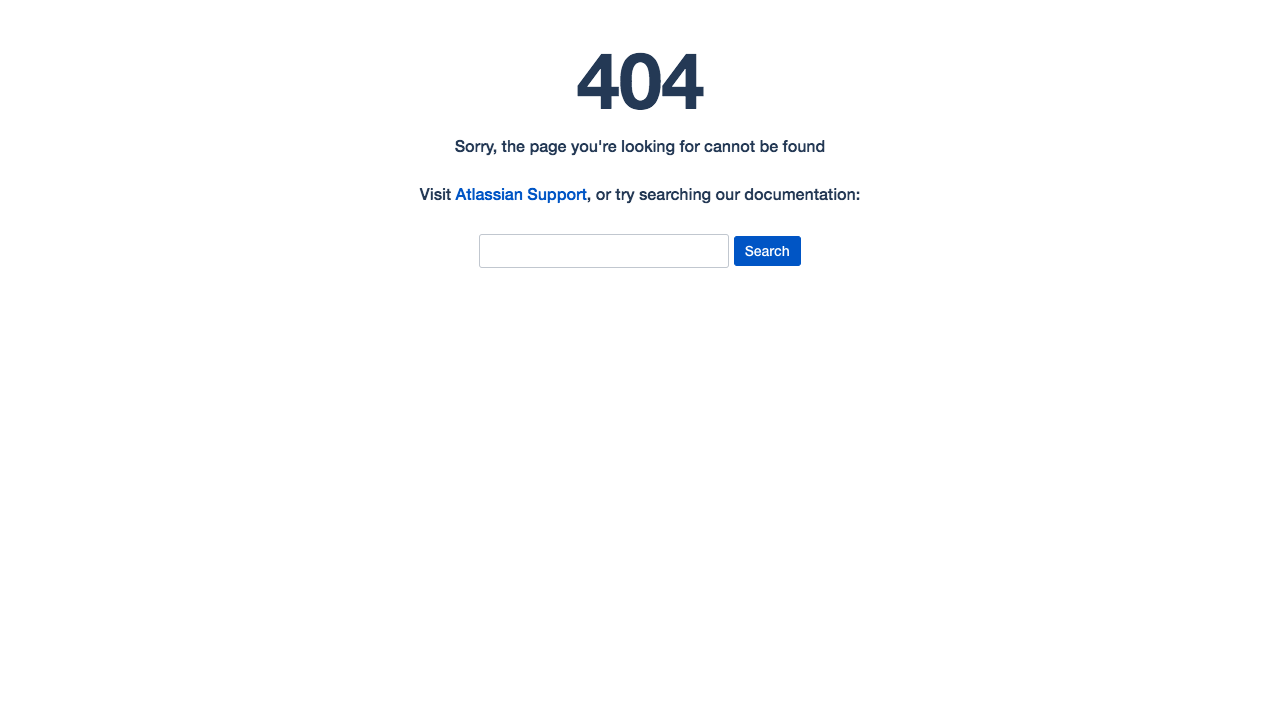 404
Sorry, the page you're looking for cannot be found
Visit Atlassian Support, or try searching our documentation:
Search